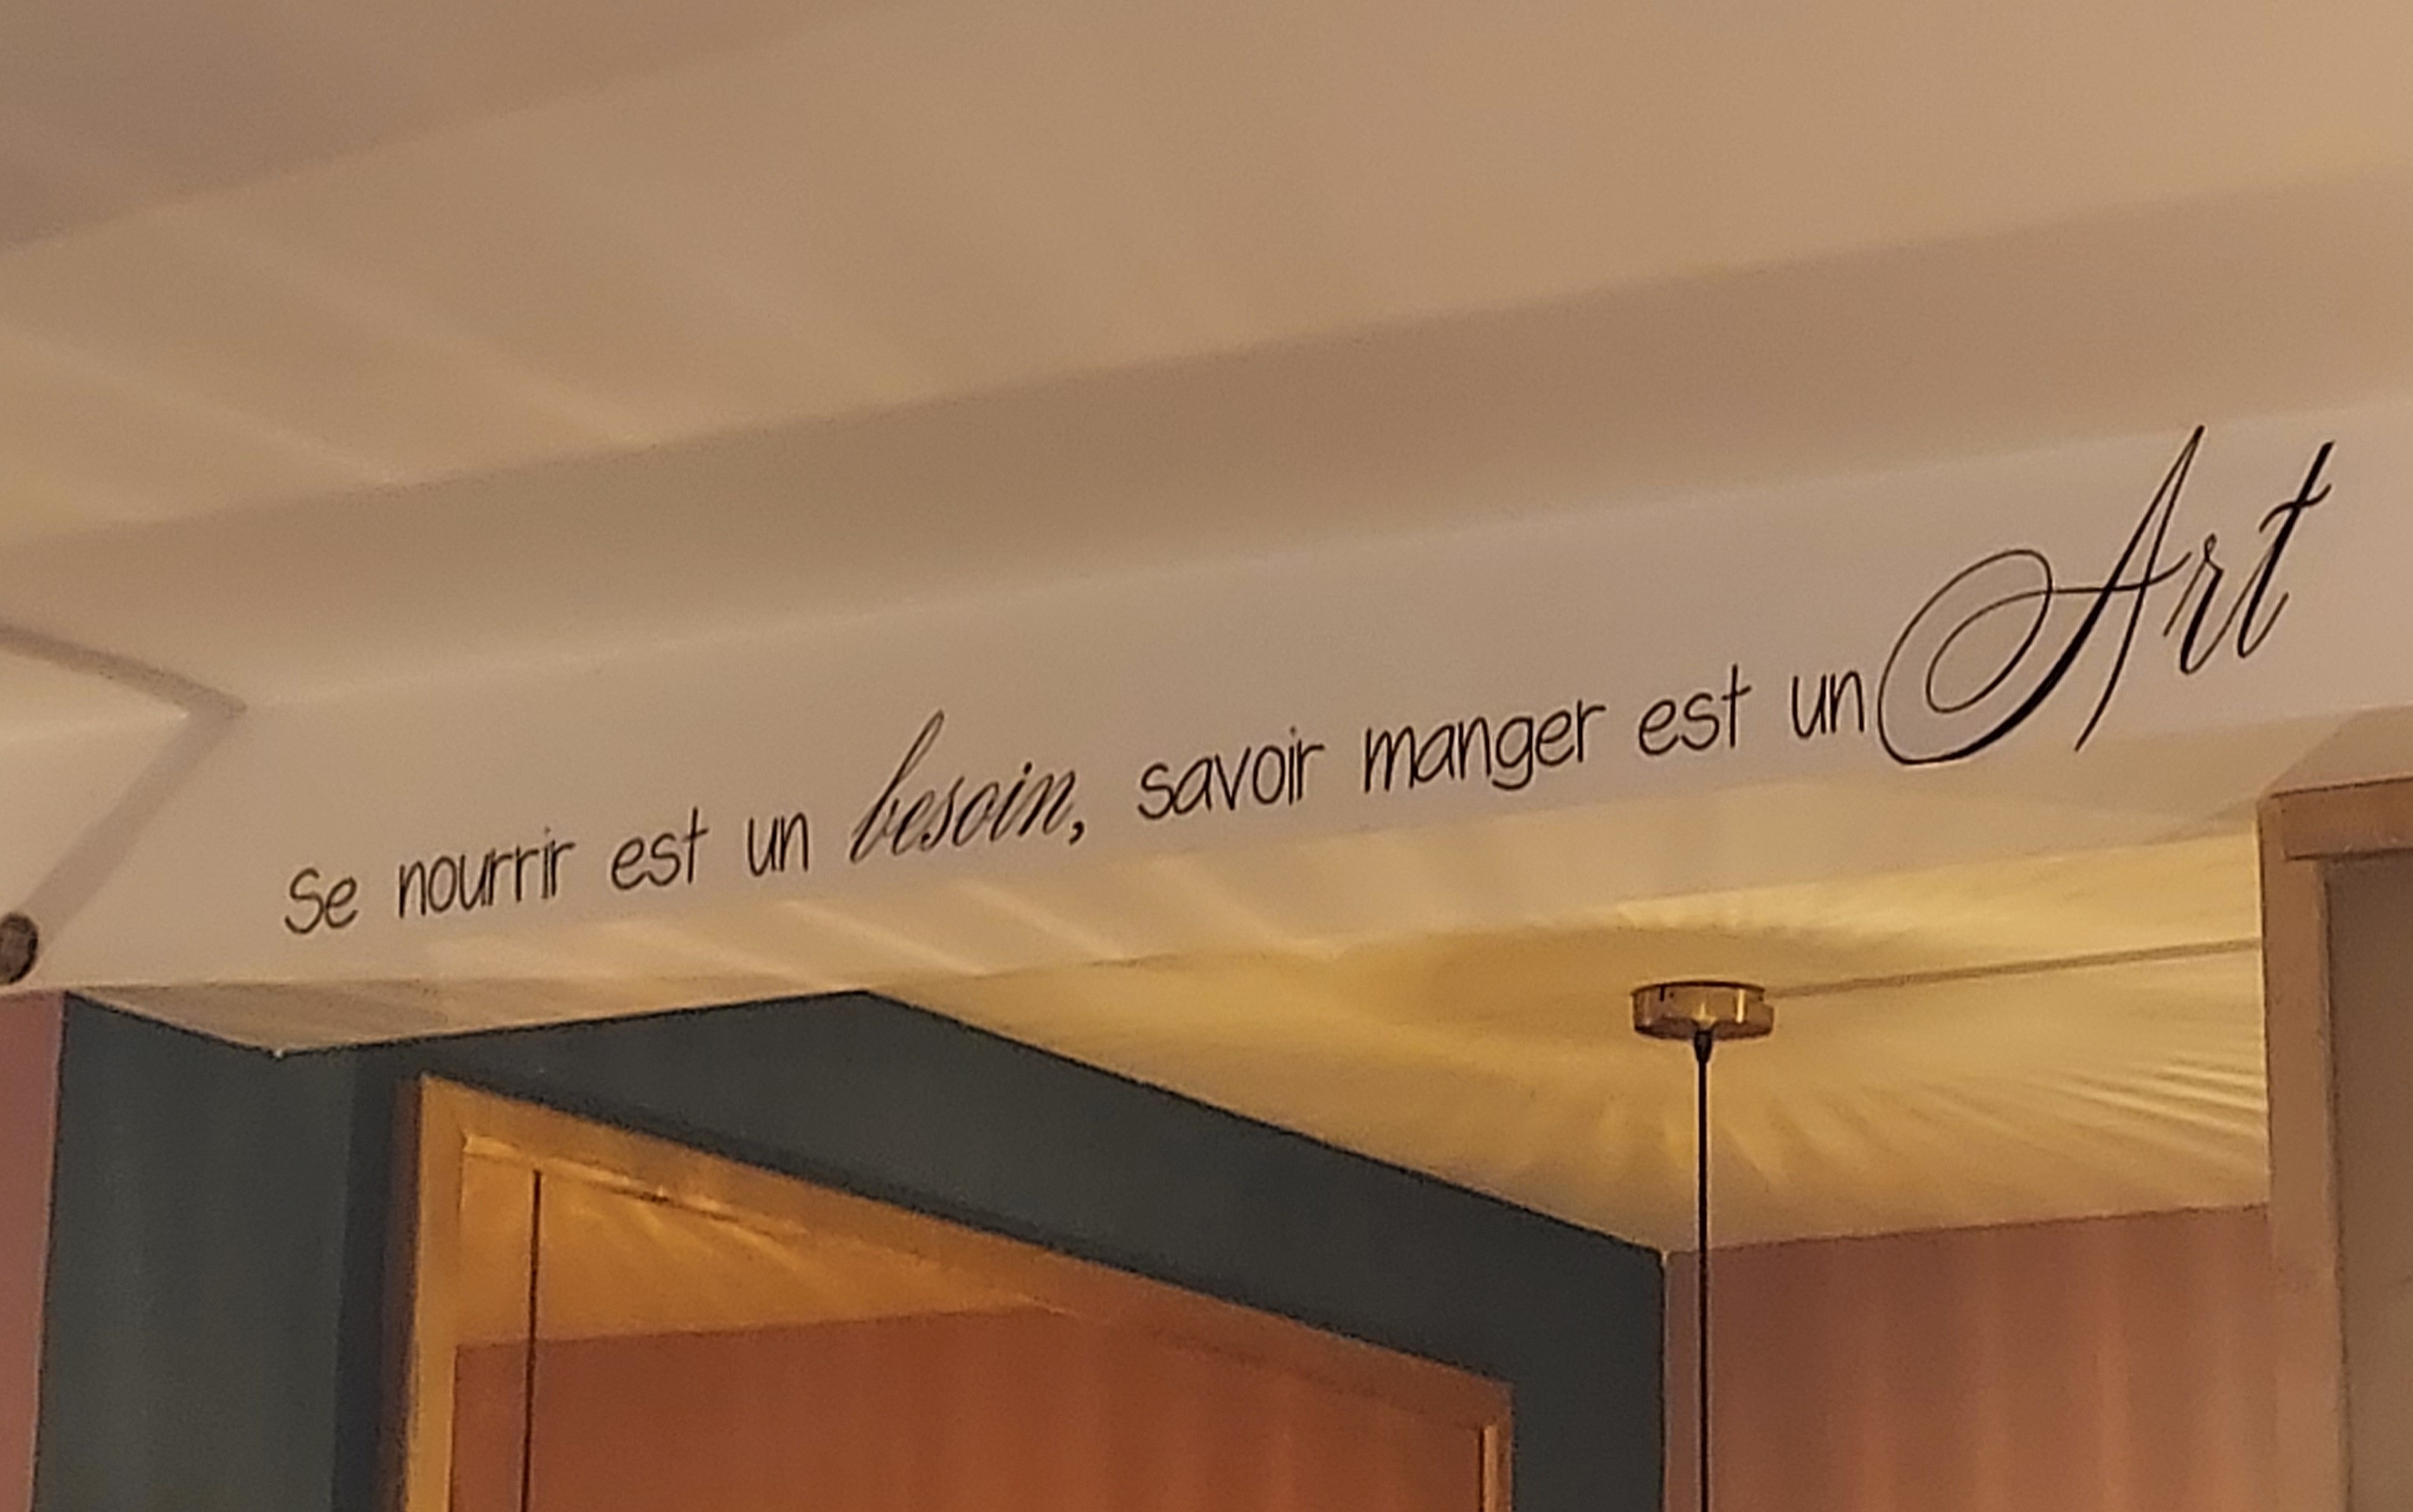 Se nourrir est un besoin, savoir manger est un Art